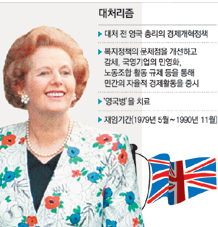 대처리즘
▶대처 전 영국 총리의 경제개혁정책
▶복지정책의 문제점을 개선하고
감세, 국영기업의 민영화,
노동조합 활동 규제 등을 통해
민간의 자율적 경제활동을 중시
▶'영국병'을 치료
▶재임기간(1979년 5월~1990년 11월)